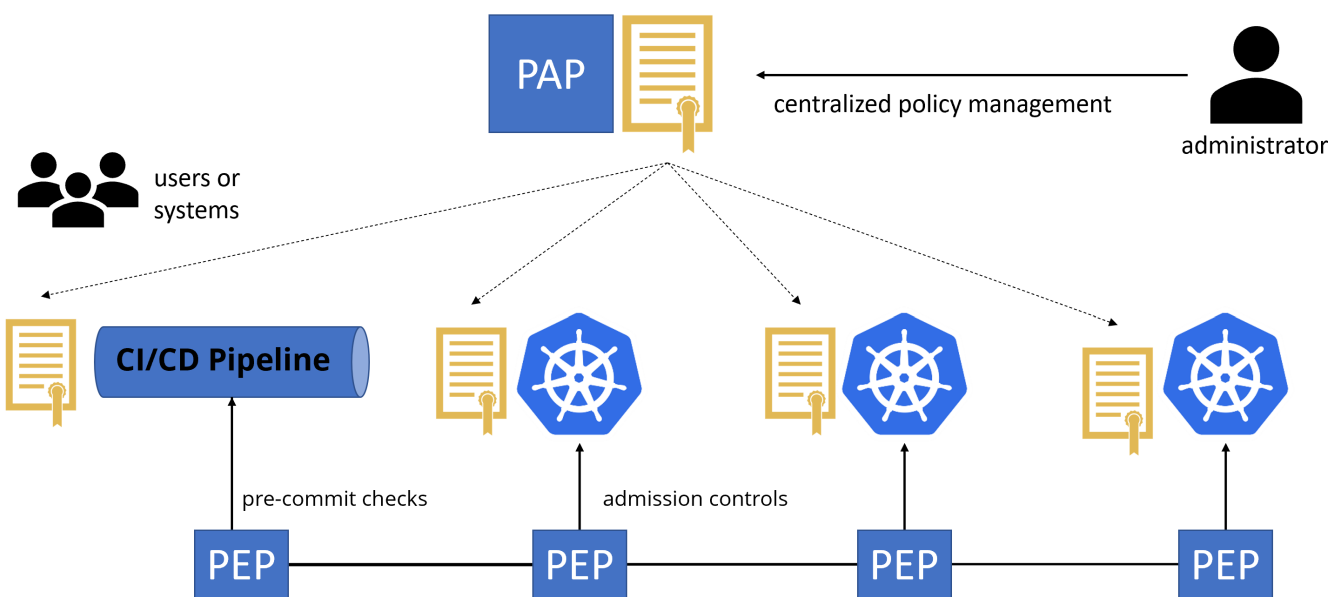 PAP
centralized policy management
administrator
users or
systems
CI/CD Pipeline
pre-commit checks
admission controls
PEP
PEP
PEP
PEP